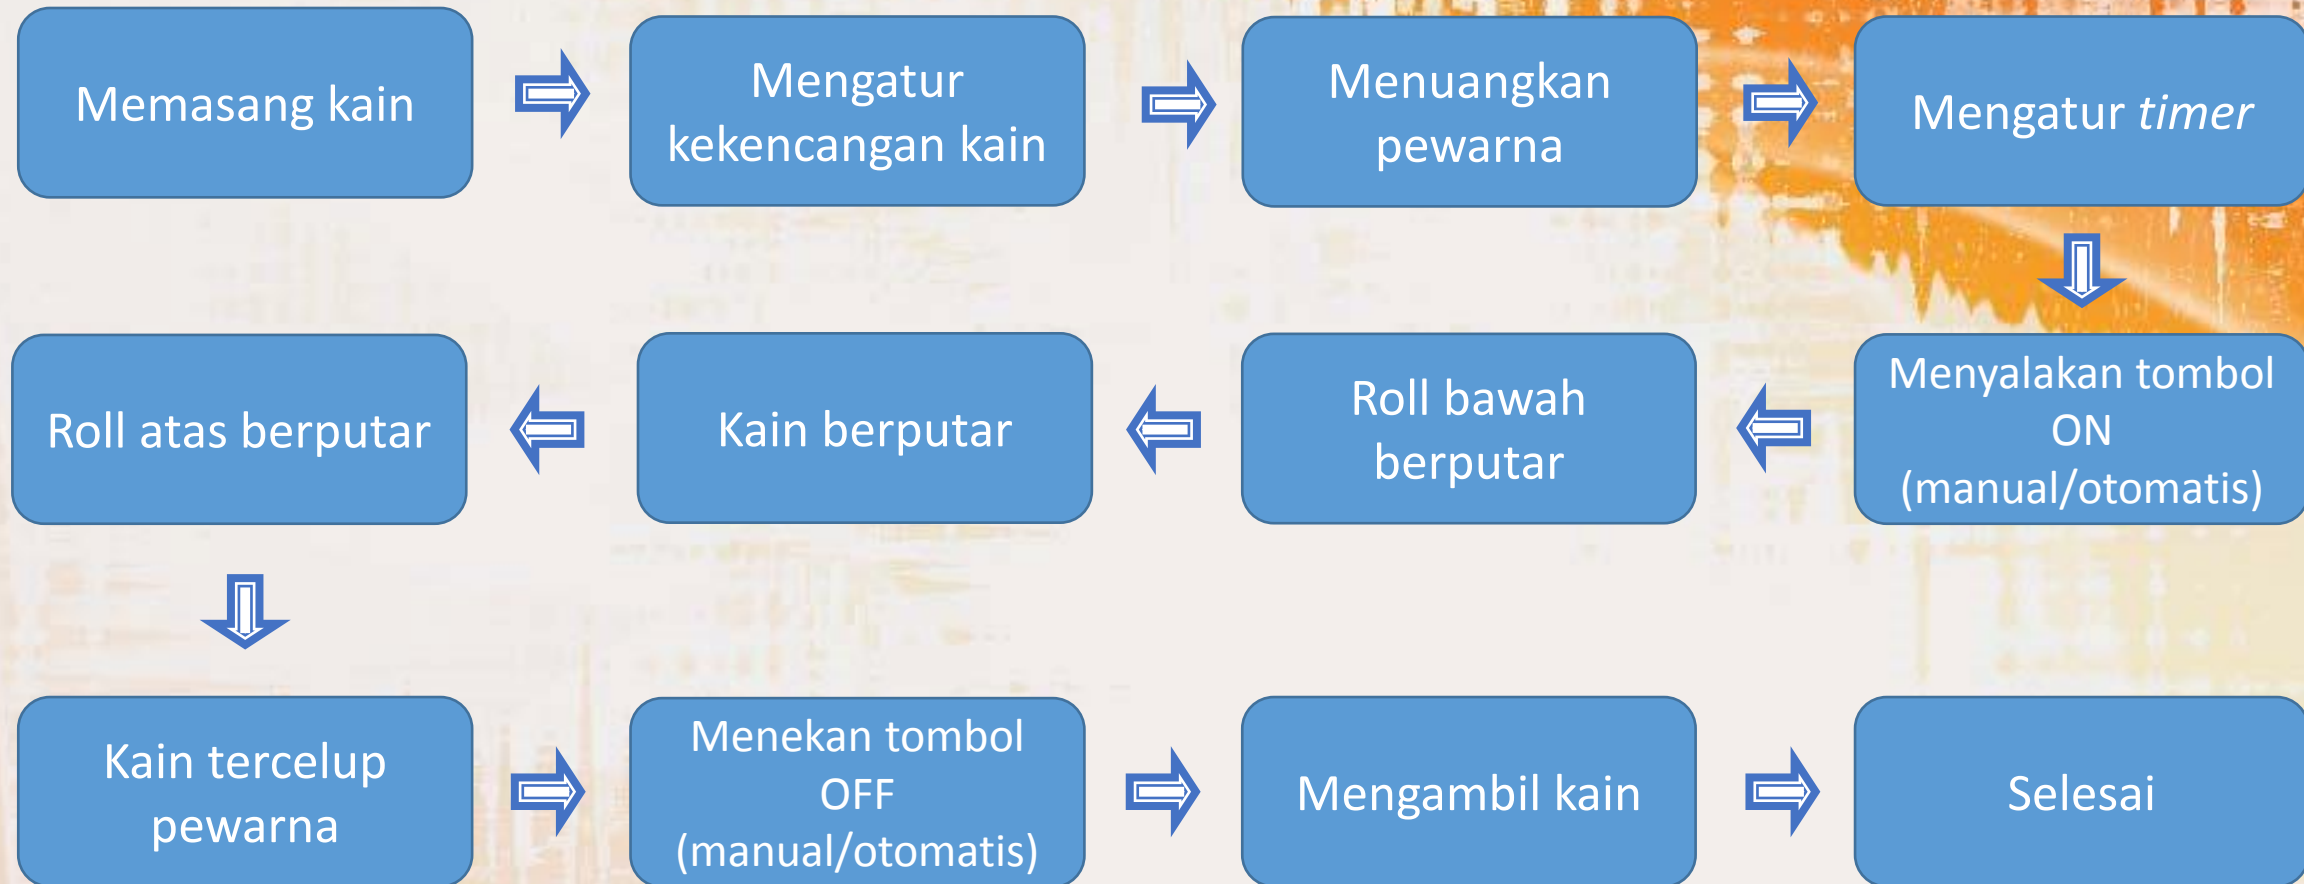 Memasang kain
Mengatur
kekencangan kain
Menuangkan
pewarna
Mengatur timer
Menyalakan tombol
ON
(manual/otomatis)
Roll bawah
berputar
Kain berputar
Roll atas berputar
Kain tercelup
pewarna
Menekan tombol
OFF
(manual/otomatis)
Mengambil kain
Selesai